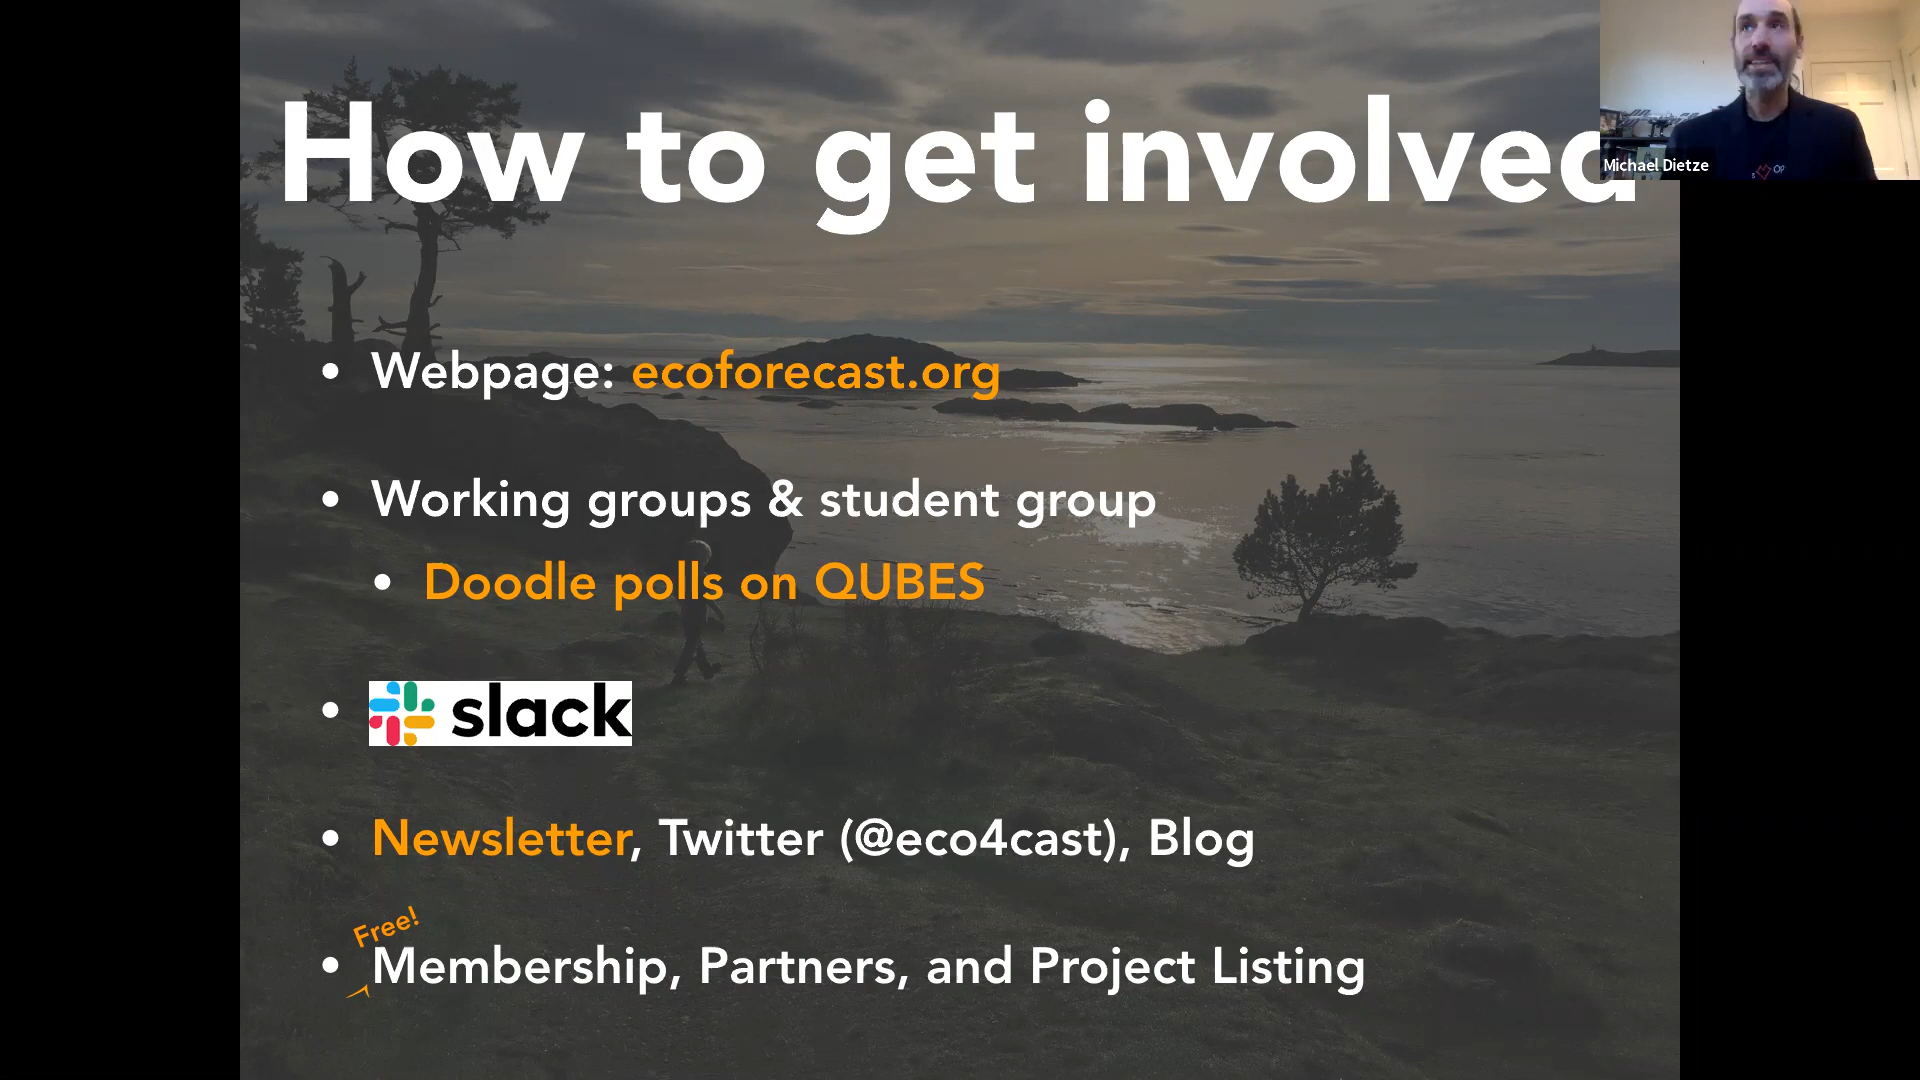 How to get involved
Michael Dietze
• Webpage: ecoforecast.org
• Working groups & student group
• Doodle polls on QUBES
• slack
• Newsletter, Twitter (@eco4cast), Blog
Free!
• Membership, Partners, and Project Listing